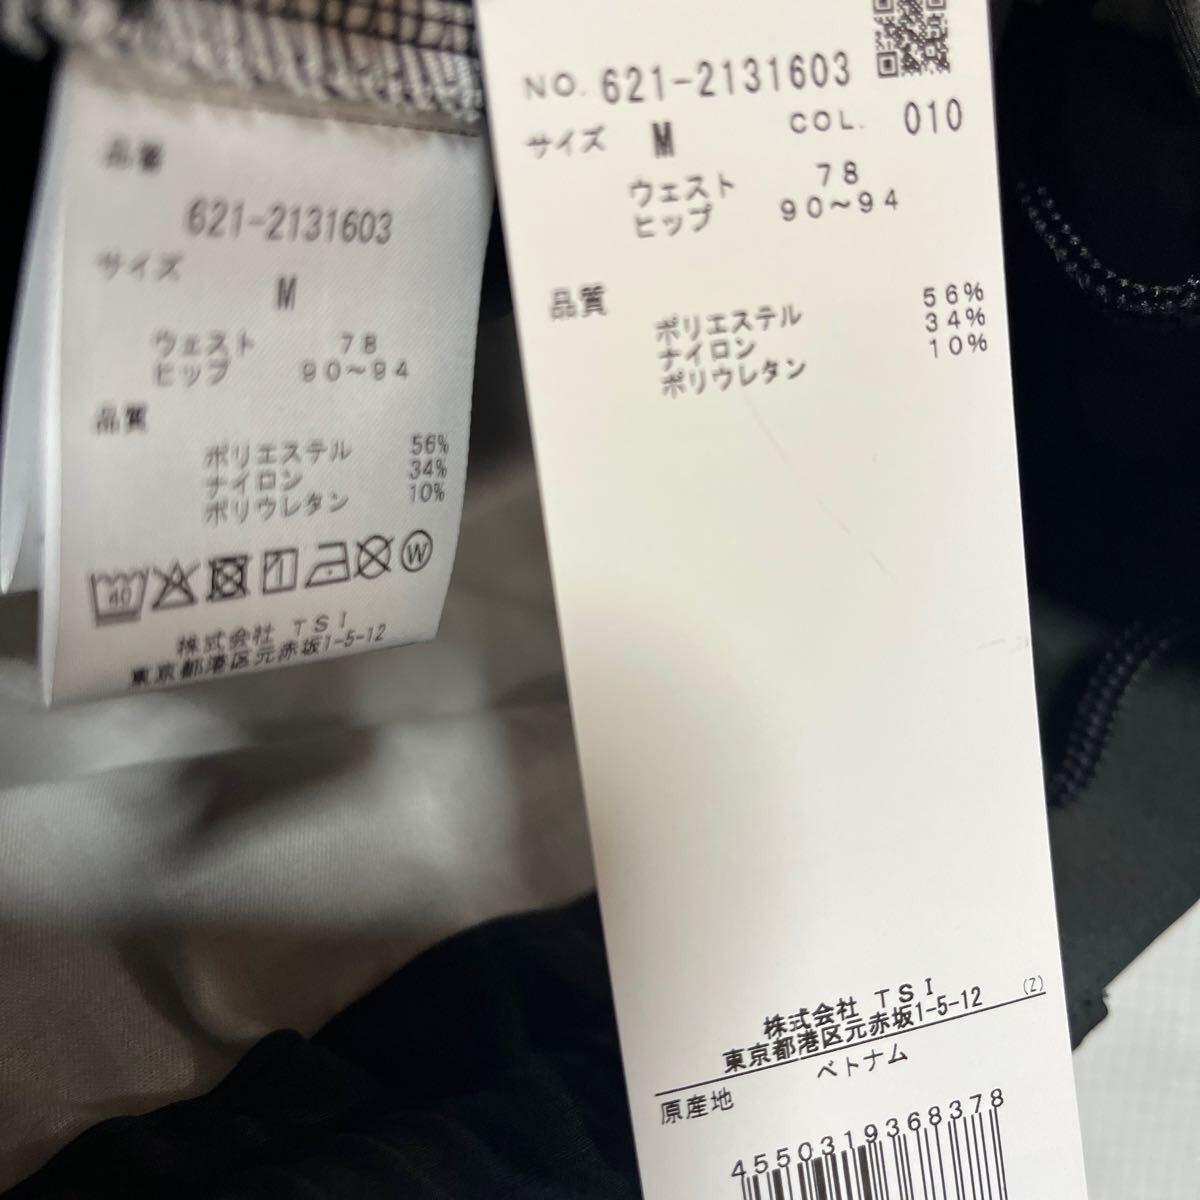 品番
621-2131603
サイズ
M
ウェスト 78
ヒップ 90~94
品質
ポリエステル 56%
ナイロン 34%
ポリウレタン 10%
40
W
株式会社 TSI
東京都港区元赤坂1-5-12
NO. 621-2131603
サイズ M COL. 010
ウェスト 78
ヒップ 90~94
品質
ポリエステル 56%
ナイロン 34%
ポリウレタン 10%
株式会社 TSI
東京都港区元赤坂1-5-12 (Z)
原産地 ベトナム
4550319368378